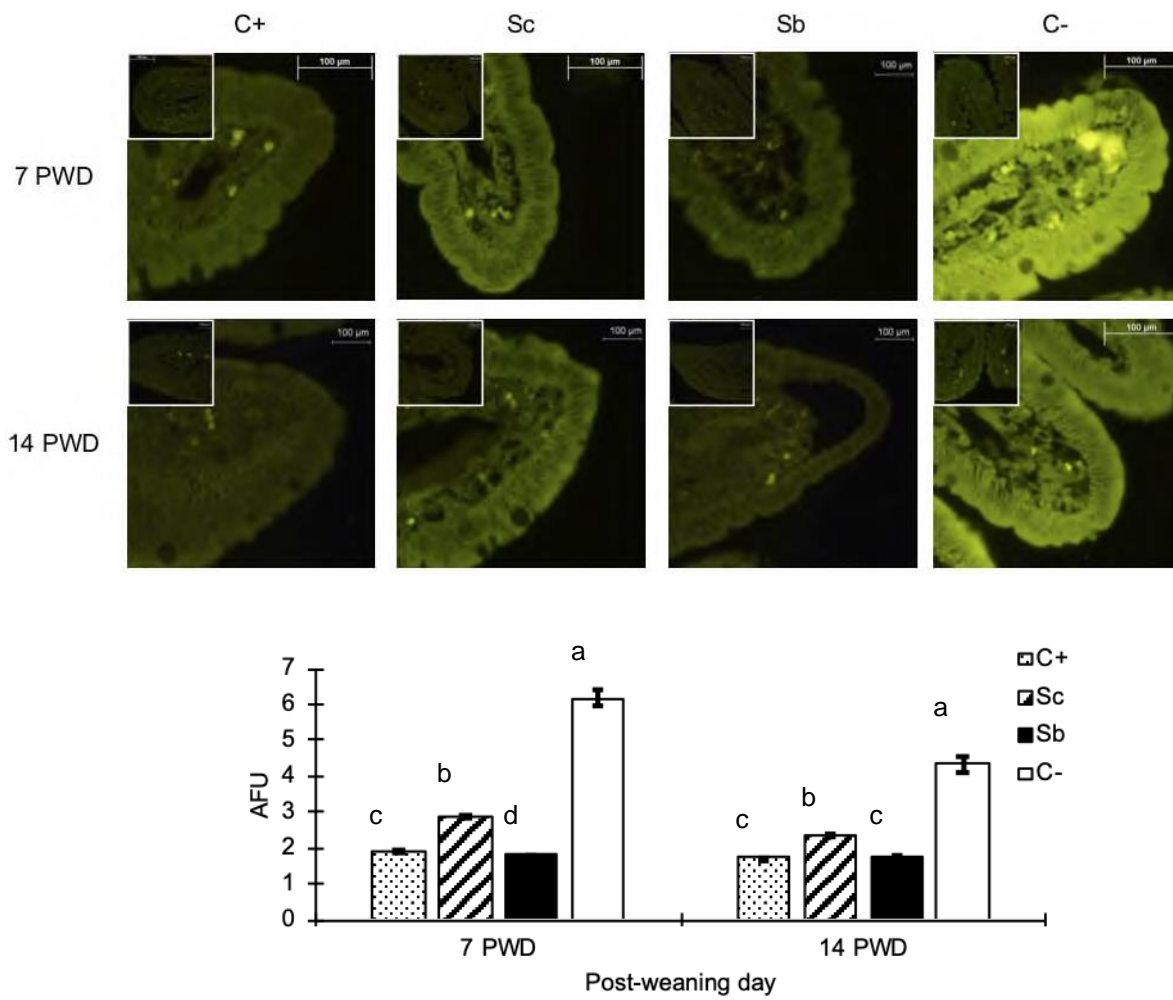 C+ Sc Sb C-
7 PWD
100 µm 100 µm 100 µm 100 µm
14 PWD
100 µm 100 µm 100 µm 100 µm
7
6
5
4
3
2
1
0
AFU
c b d a
c b c a
C+
Sc
Sb
C-
7 PWD 14 PWD
Post-weaning day